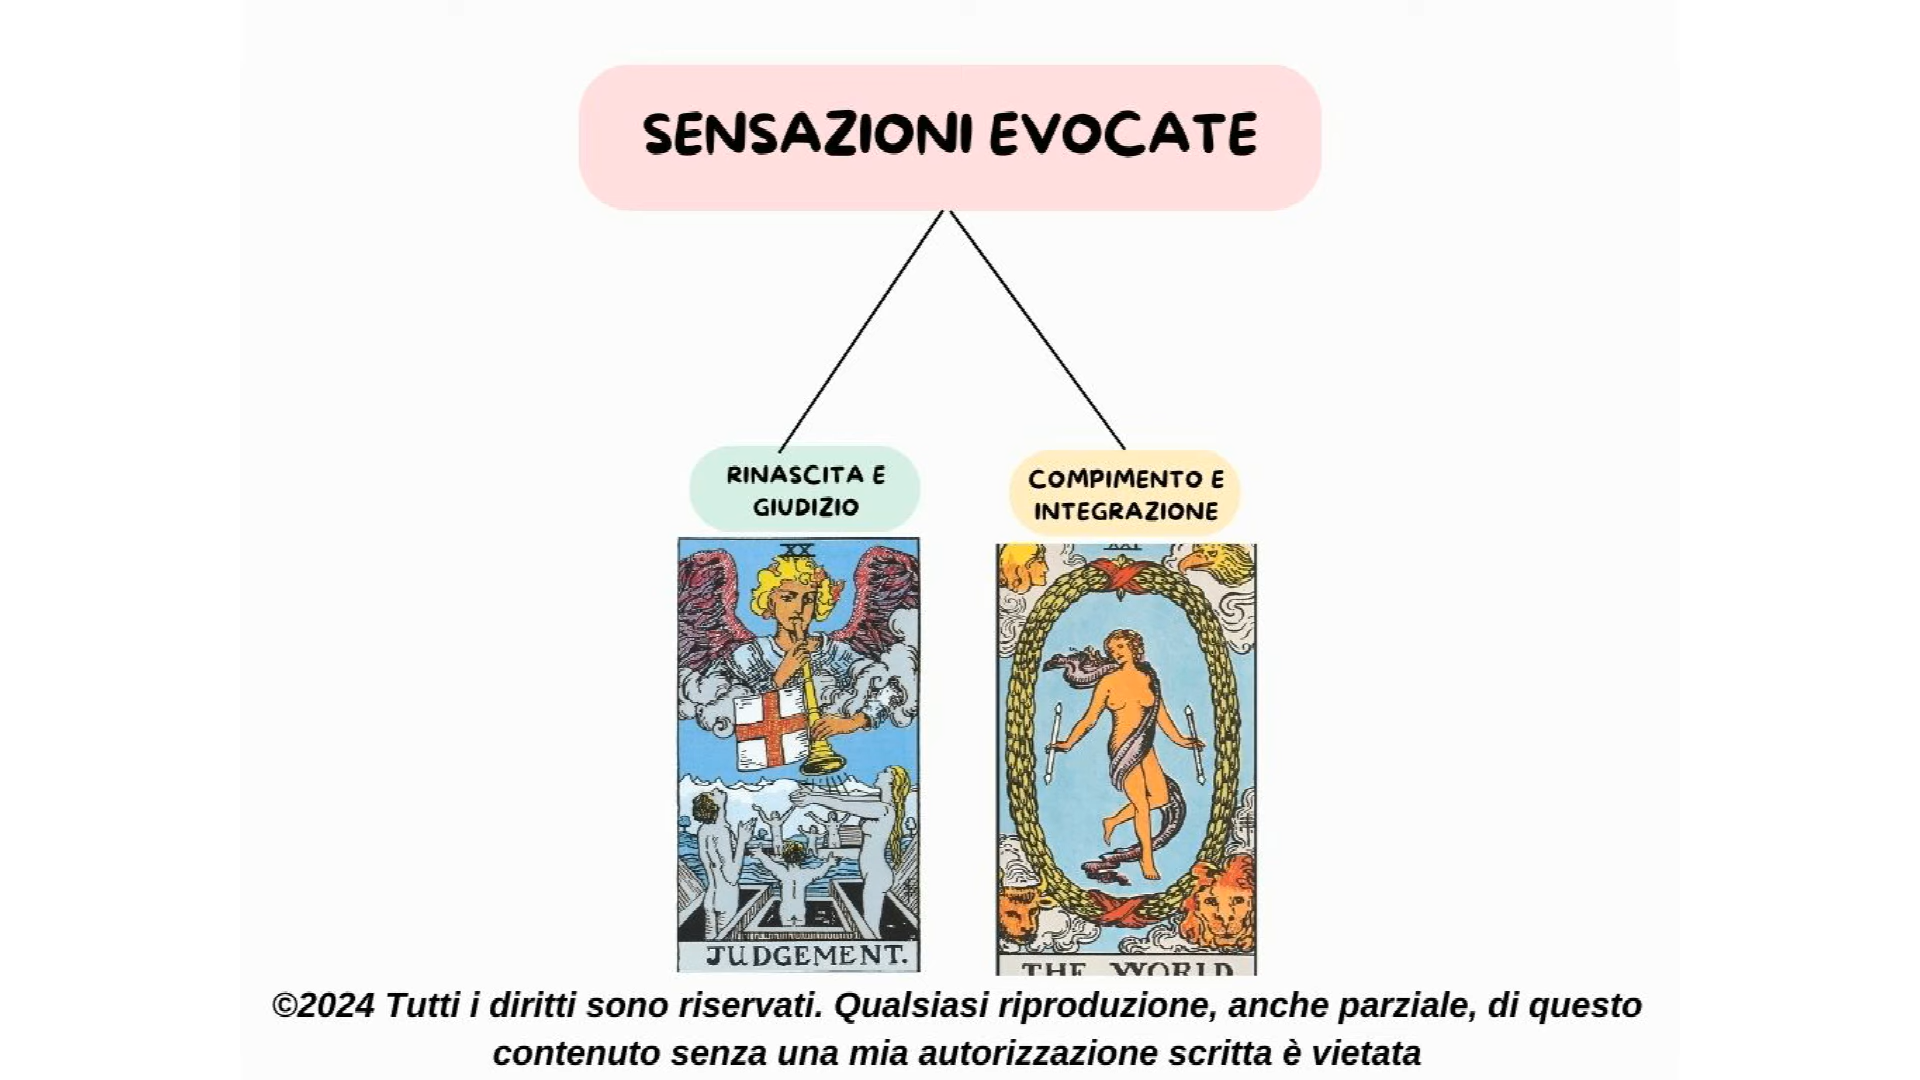 SENSAZIONI EVOCATE
RINASCITA E
GIUDIZIO
COMPIMENTO E
INTEGRAZIONE
XX
XXI
JUDGEMENT.
THE WORLD
©2024 Tutti i diritti sono riservati. Qualsiasi riproduzione, anche parziale, di questo
contenuto senza una mia autorizzazione scritta è vietata